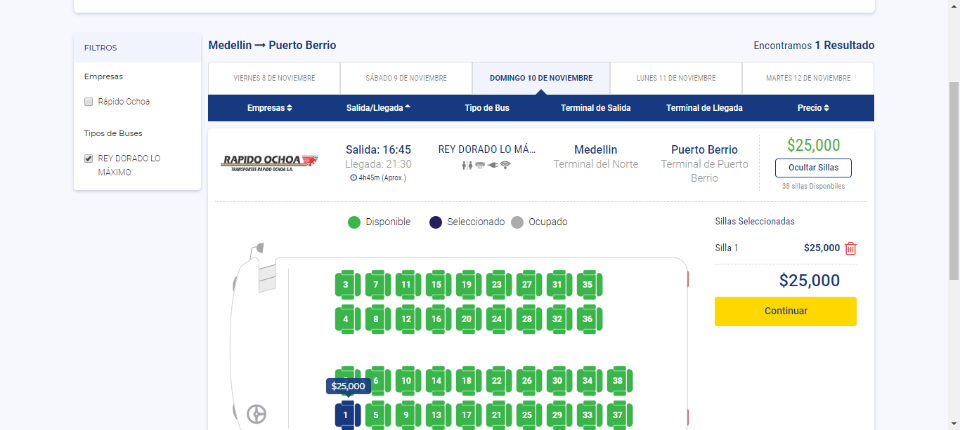 FILTROS
Empresas
Rápido Ochoa
Tipos de Buses
REY DORADO LO
MÁXIMO
Medellin → Puerto Berrio
Encontramos 1 Resultado
VIERNES 8 DE NOVIEMBRE
SÁBADO 9 DE NOVIEMBRE
DOMINGO 10 DE NOVIEMBRE
LUNES 11 DE NOVIEMBRE
MARTES 12 DE NOVIEMBRE
Empresas
Salida/Llegada
Tipo de Bus
Terminal de Salida
Terminal de Llegada
Precio
RAPIDO OCHOA
TRANSPORTES RAPIDO OCHOA S.A.
Salida: 16:45
Llegada: 21:30
4h45m (Aprox.)
REY DORADO LO MÁ...
Medellin
Terminal del Norte
Puerto Berrio
Terminal de Puerto
Berrio
$25,000
Ocultar Sillas
38 sillas Disponbiles
Disponible
Seleccionado
Ocupado
Sillas Seleccionadas
Silla 1
$25,000
$25,000
Continuar
3 7 11 15 19 23 27 31 35
4 8 12 16 20 24 28 32 36
6 10 14 18 22 26 30 34 38
$25,000
1 5 9 13 17 21 25 29 33 37